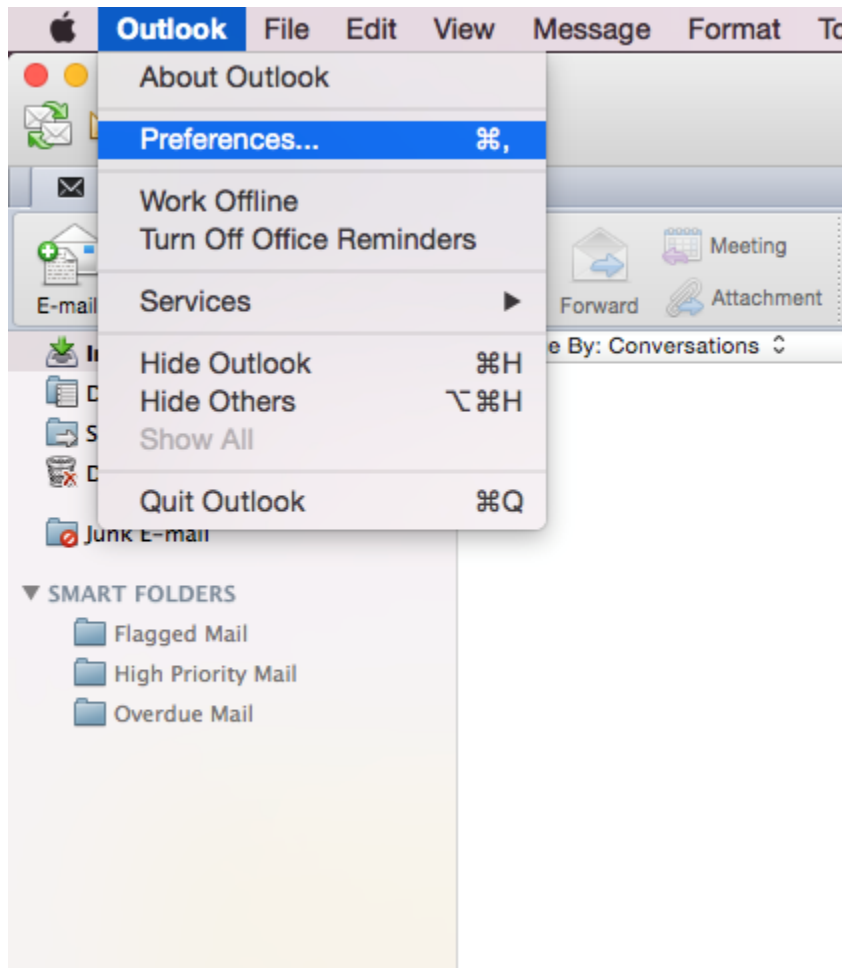 Outlook File Edit View Message Format
About Outlook
Preferences... ⌘,
Work Offline
Turn Off Office Reminders
Services ▶
Hide Outlook ⌘H
Hide Others ⌥⌘H
Show All
Quit Outlook ⌘Q
E-mail
Forward
Meeting
Attachment
By: Conversations
Junk E-mail
SMART FOLDERS
Flagged Mail
High Priority Mail
Overdue Mail